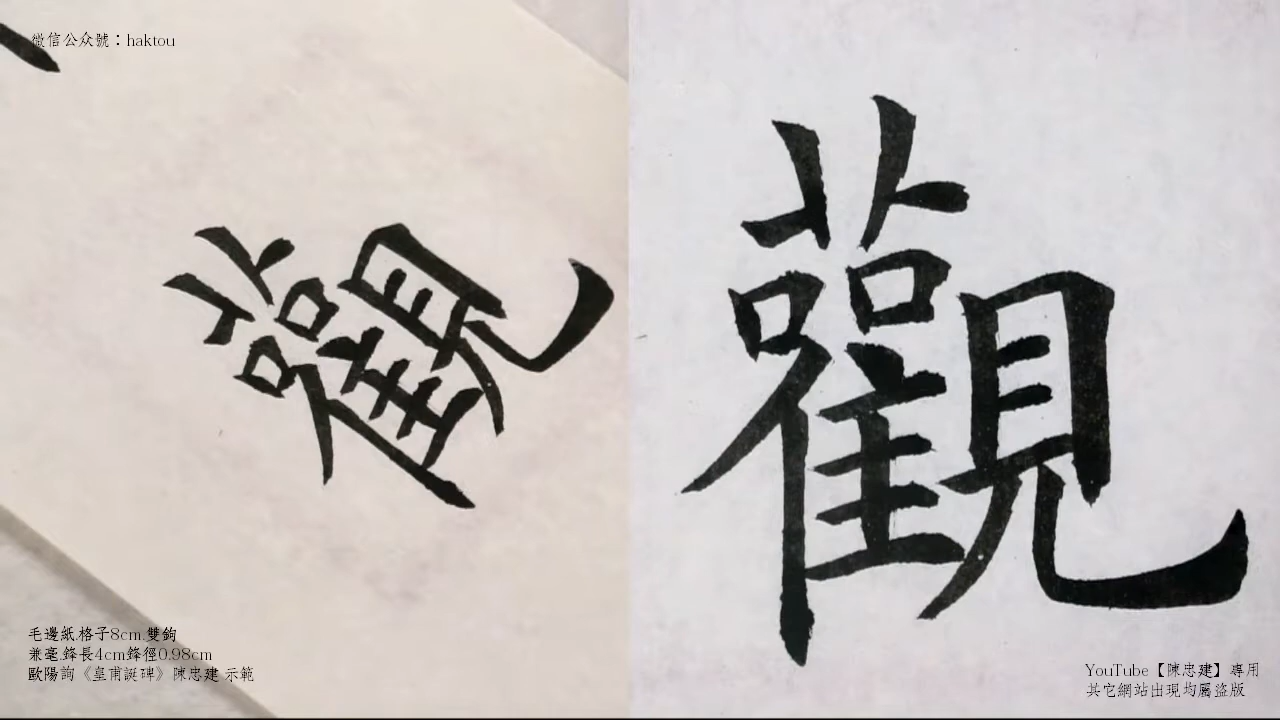 微信公众號：haktou
觀
觀
毛邊紙.格子8cm.雙鉤
兼毫.鋒長4cm鋒徑0.98cm
歐陽詢《皇甫誕碑》陳忠建 示範
YouTube【陳忠建】專用
其它網站出現均屬盜版